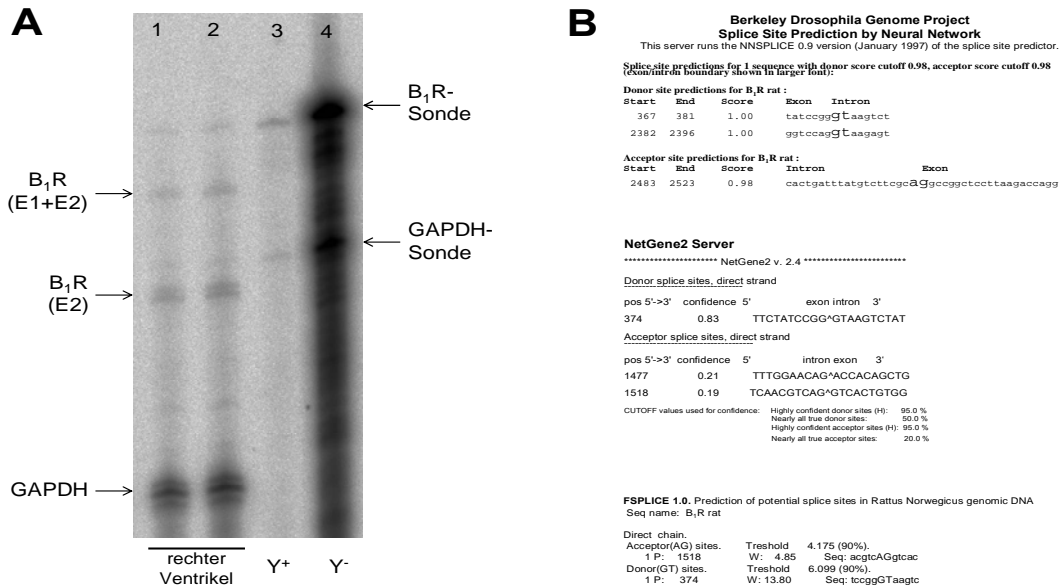 A
1 2 3 4
B₁R-
Sonde
B₁R
(E1+E2)
GAPDH-
Sonde
B₁R
(E2)
GAPDH
rechter
Ventrikel
Y⁺ Y⁻
B
Berkeley Drosophila Genome Project
Splice Site Prediction by Neural Network
This server runs the NNSPLICE 0.9 version (January 1997) of the splice site predictor.
Splice site predictions for 1 sequence with donor score cutoff 0.98, acceptor score cutoff 0.98
(exon/intron boundary shown in larger font):
Donor site predictions for B₁R rat :
Start End Score Exon Intron
367 381 1.00 tatccgggtaagtct
2382 2396 1.00 ggtccaggtaagagt
Acceptor site predictions for B₁R rat :
Start End Score Intron Exon
2483 2523 0.98 cactgatttatgtcttcgcaggccggctccttaagaccagg
NetGene2 Server
********************** NetGene2 v. 2.4 ************************
Donor splice sites, direct strand
pos 5'->3' confidence 5' exon intron 3'
374 0.83 TTCTATCCGG^GTAAGTCTAT
Acceptor splice sites, direct strand
pos 5'->3' confidence 5' intron exon 3'
1477 0.21 TTTGGAACAG^ACCACAGCTG
1518 0.19 TCAACGTCAG^GTCACTGTGG
CUTOFF values used for confidence: Highly confident donor sites (H): 95.0 %
Nearly all true donor sites: 50.0 %
Highly confident acceptor sites (H): 95.0 %
Nearly all true acceptor sites: 20.0 %
FSPLICE 1.0. Prediction of potential splice sites in Rattus Norwegicus genomic DNA
Seq name: B₁R rat
Direct chain.
Acceptor(AG) sites. Treshold 4.175 (90%).
1 P: 1518 W: 4.85 Seq: acgtcAGgtcac
Donor(GT) sites. Treshold 6.099 (90%).
1 P: 374 W: 13.80 Seq: tccggGTaagtc